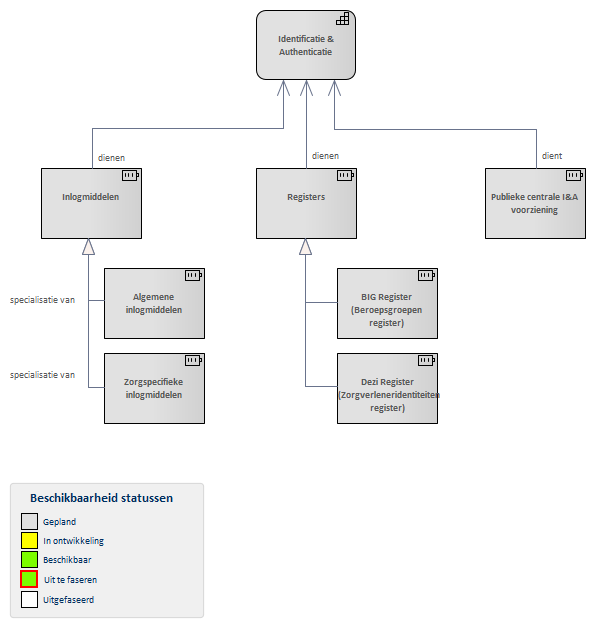 Identificatie &
Authenticatie
dienen
dienen
dient
Inlogmiddelen
Registers
Publieke centrale I&A
voorziening
specialisatie van
Algemene
inlogmiddelen
BIG Register
(Beroepsgroepen
register)
specialisatie van
Zorgspecifieke
inlogmiddelen
Dezi Register
(Zorgverleneridentiteiten
register)
Beschikbaarheid statussen
Gepland
In ontwikkeling
Beschikbaar
Uit te faseren
Uitgefaseerd